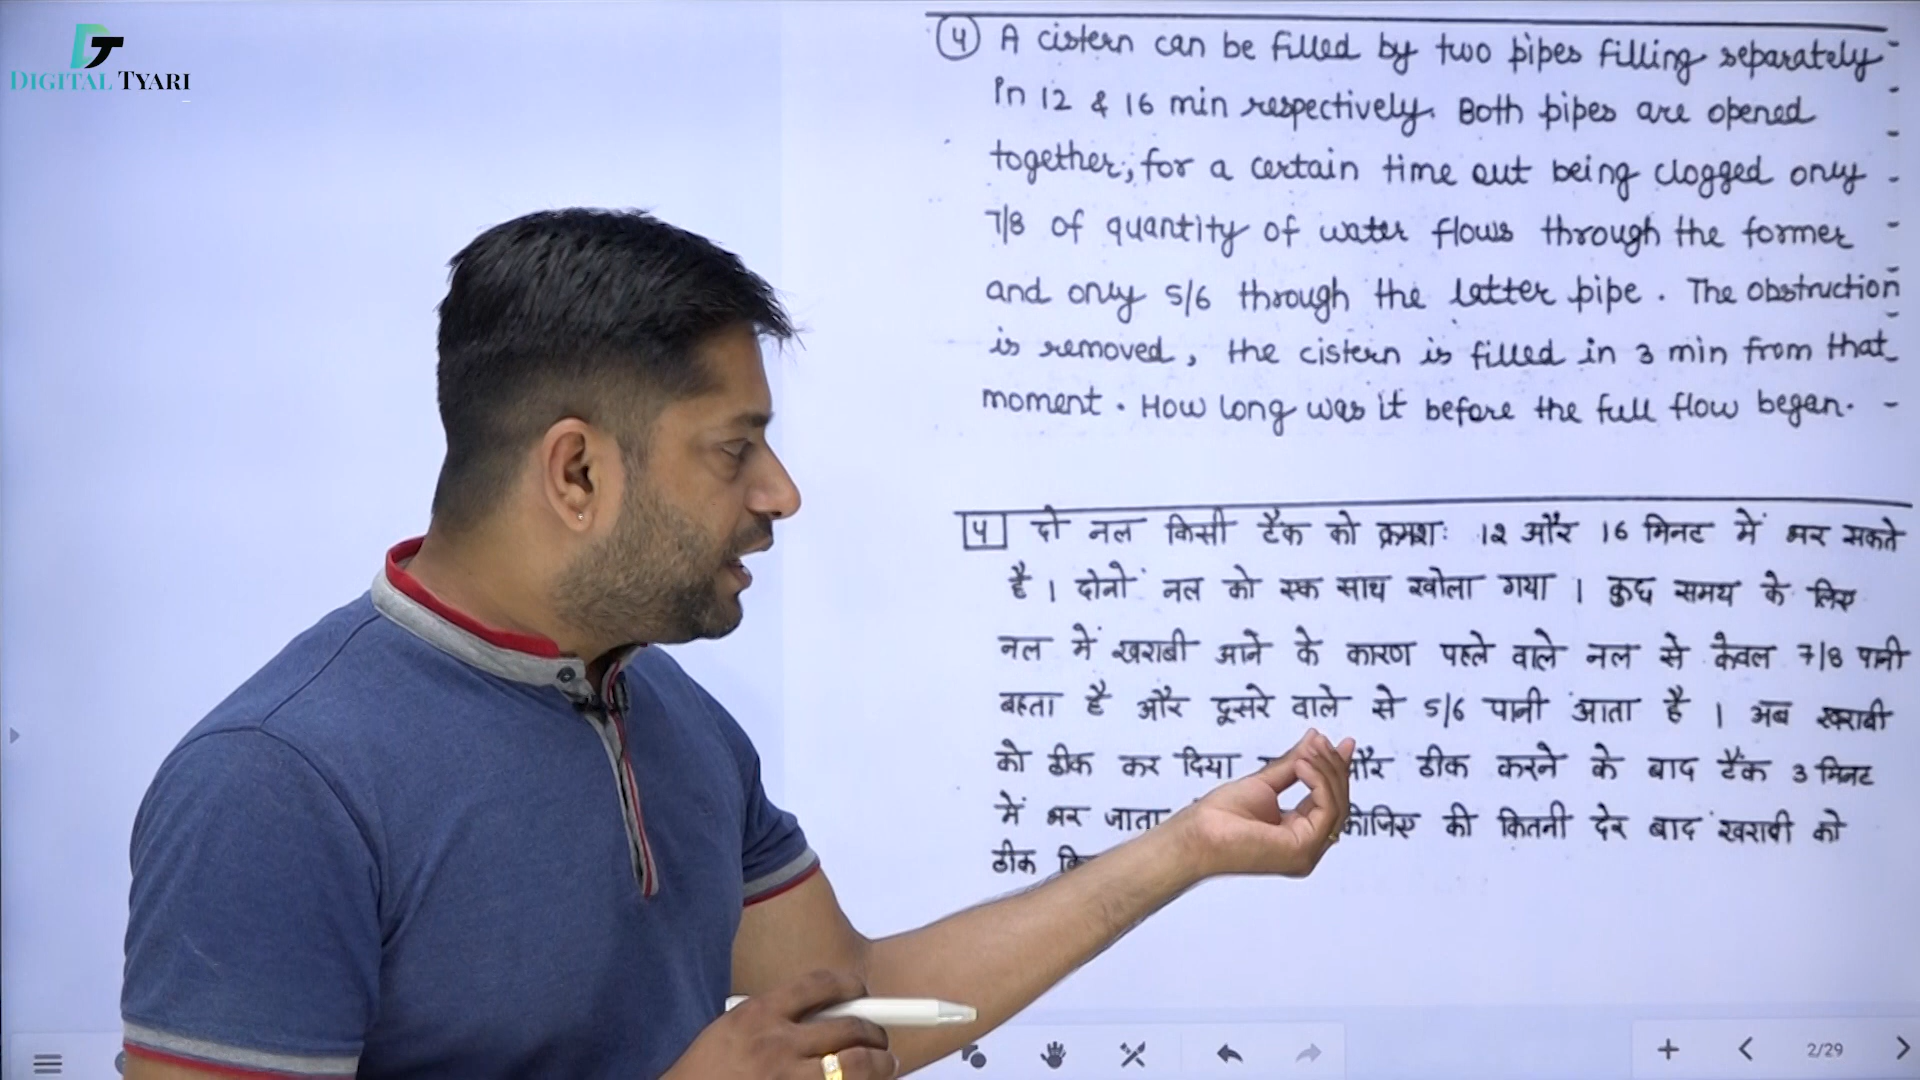 DT
DIGITAL TYARI
4 A cistern can be filled by two pipes filling separately
in 12 & 16 min respectively. Both pipes are opened
together, for a certain time out being clogged only
7/8 of quantity of water flows through the former
and only 5/6 through the latter pipe. The obstruction
is removed, the cistern is filled in 3 min from that
moment. How long was it before the full flow began.
4 दो नल किसी टैंक को क्रमशः 12 और 16 मिनट में भर सकते
है । दोनों नल को एक साथ खोला गया । कुछ समय के लिए
नल में खराबी आने के कारण पहले वाले नल से केवल 7/8 पानी
बहता है और दूसरे वाले से 5/6 पानी आता है । अब खराबी
को ठीक कर दिया और ठीक करने के बाद टैंक 3 मिनट
में भर जाता कीजिए की कितनी देर बाद खराबी को
ठीक
2/29